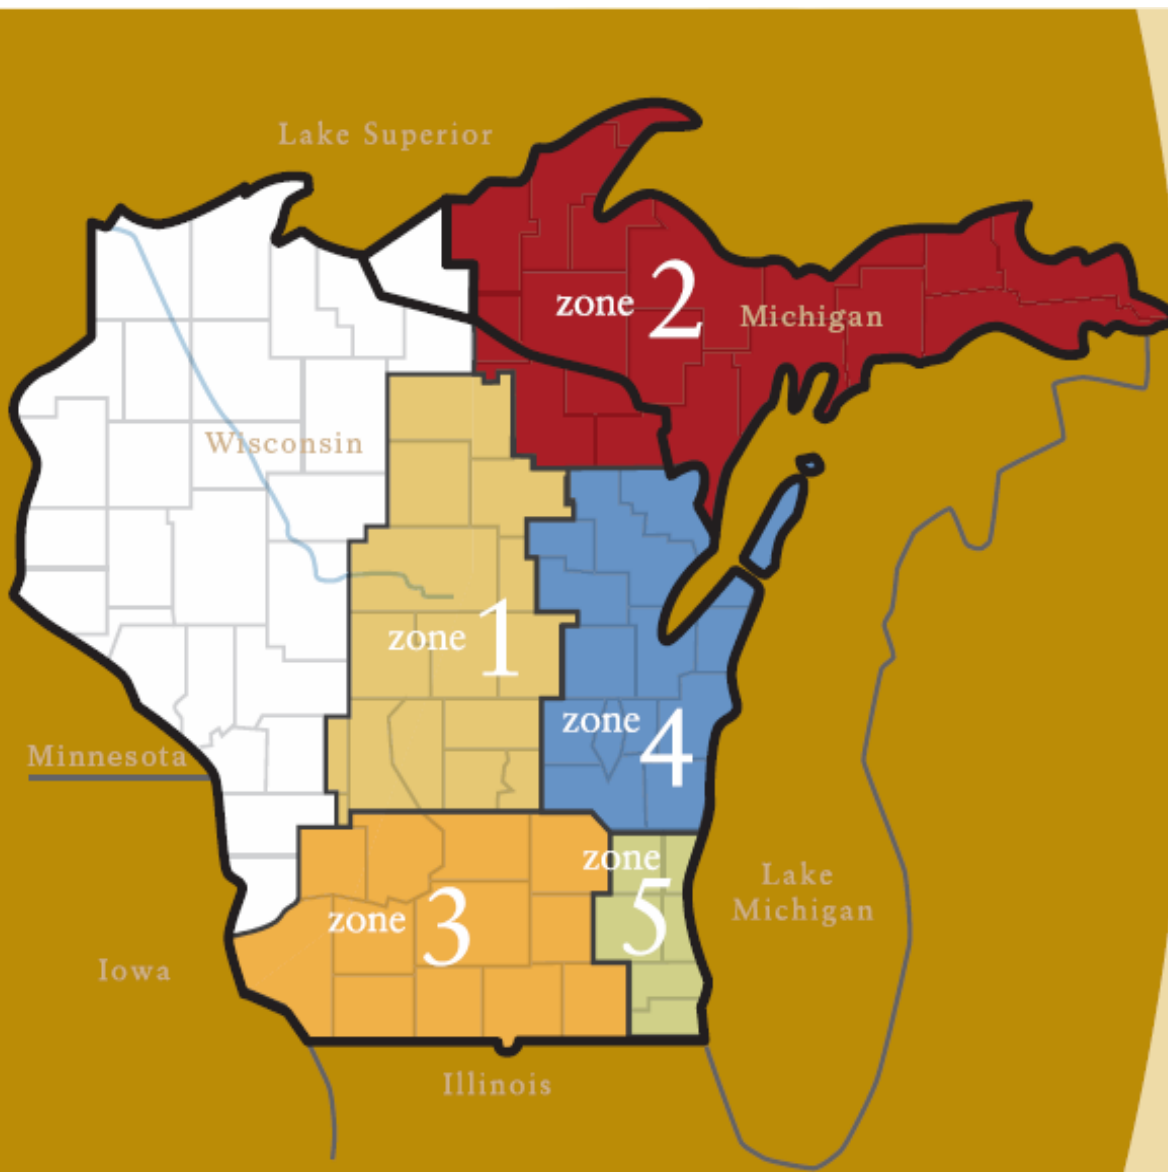 Lake Superior
zone 2
Michigan
Wisconsin
zone 1
zone 4
Minnesota
zone 5
Lake
Michigan
zone 3
Iowa
Illinois